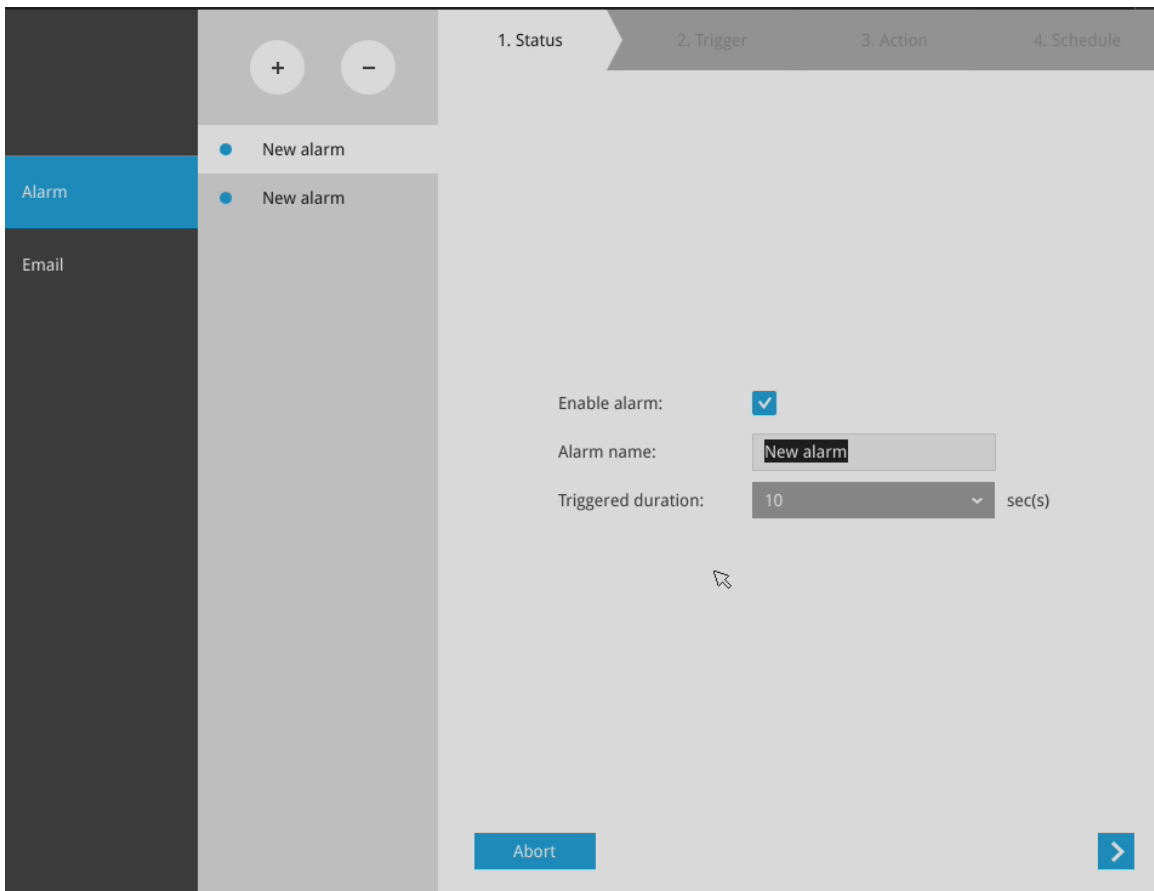 1. Status
2. Trigger
3. Action
4. Schedule
+
−
New alarm
New alarm
Alarm
Email
Enable alarm:
Alarm name:
New alarm
Triggered duration:
10
sec(s)
Abort